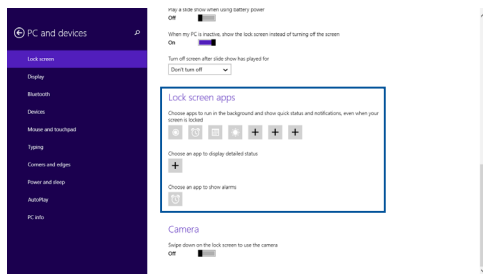 PC and devices
Lock screen
Display
Bluetooth
Devices
Mouse and touchpad
Typing
Corners and edges
Power and sleep
AutoPlay
PC info
Play a slide show when using battery power
Off
When my PC is inactive, show the lock screen instead of turning off the screen
On
Turn off screen after slide show has played for
Don't turn off
Lock screen apps
Choose apps to run in the background and show quick status and notifications, even when your
screen is locked
Choose an app to display detailed status
Choose an app to show alarms
Camera
Swipe down on the lock screen to use the camera
Off